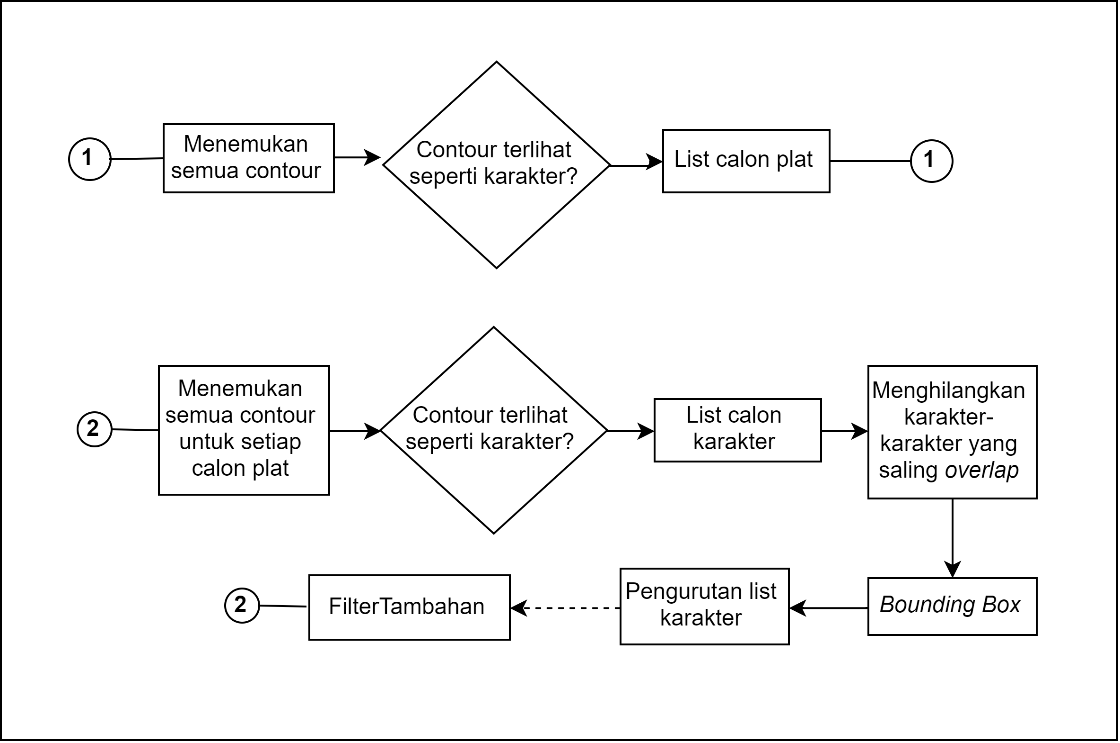 1
Menemukan
semua contour
Contour terlihat
seperti karakter?
List calon plat
1
2
Menemukan
semua contour
untuk setiap
calon plat
Contour terlihat
seperti karakter?
List calon
karakter
Menghilangkan
karakter-
karakter yang
saling overlap
Bounding Box
Pengurutan list
karakter
FilterTambahan
2